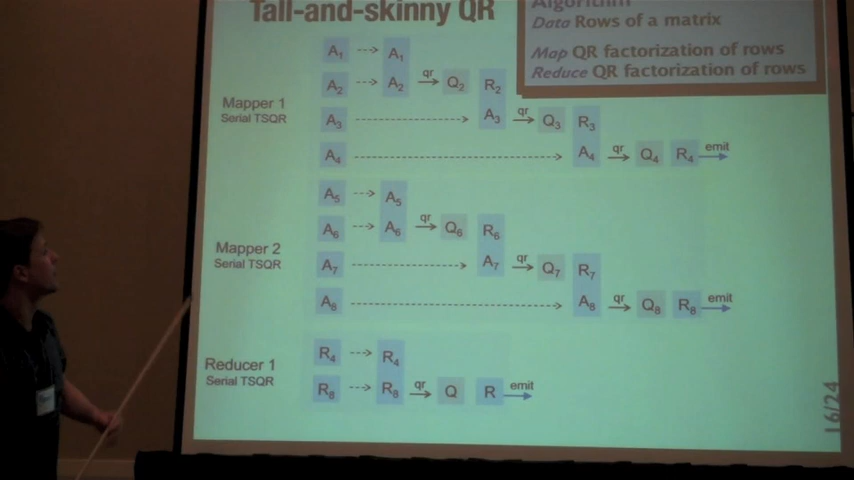 Tall-and-skinny QR
Algorithm
Data Rows of a matrix
Map QR factorization of rows
Reduce QR factorization of rows
Mapper 1
Serial TSQR
A₁ A₁
A₂ A₂ qr Q₂ R₂
A₃ A₃ qr Q₃ R₃
A₄ A₄ qr Q₄ R₄ emit
Mapper 2
Serial TSQR
A₅ A₅
A₆ A₆ qr Q₆ R₆
A₇ A₇ qr Q₇ R₇
A₈ A₈ qr Q₈ R₈ emit
Reducer 1
Serial TSQR
R₄ R₄
R₈ R₈ qr Q R emit
16/24